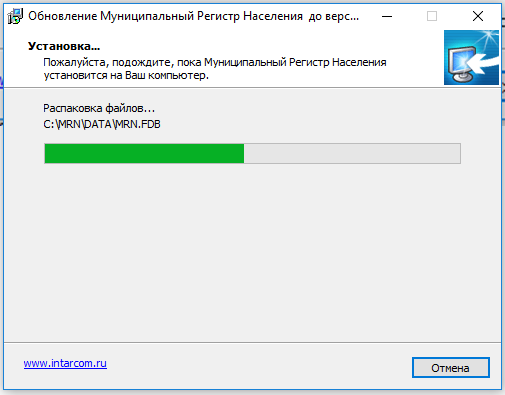 Обновление Муниципальный Регистр Населения до верс...
Установка...
Пожалуйста, подождите, пока Муниципальный Регистр Населения
установится на Ваш компьютер.
Распаковка файлов...
C:\MRN\DATA\MRN.FDB
www.intarcom.ru
Отмена